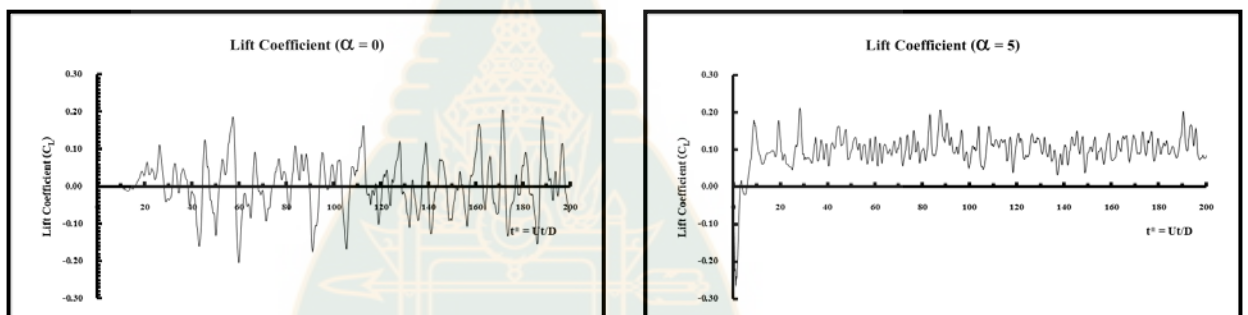 Lift Coefficient (α = 0)
0.30
0.20
0.10
0.00
-0.10
-0.20
-0.30
Lift Coefficient (C_L)
20 40 60 80 100 120 140 160 180 200
t* = Ut/D
Lift Coefficient (α = 5)
0.30
0.20
0.10
0.00
-0.10
-0.20
-0.30
Lift Coefficient (C_L)
0 20 40 60 80 100 120 140 160 180 200
t* = Ut/D